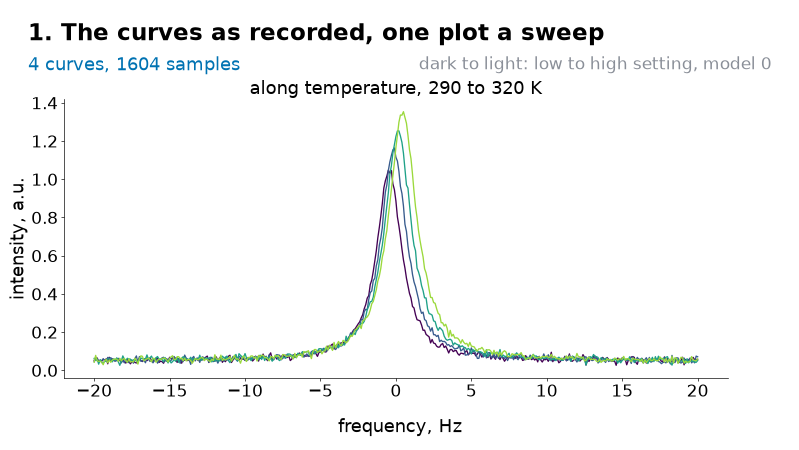 1. The curves as recorded, one plot a sweep
4 curves, 1604 samples
dark to light: low to high setting, model 0
along temperature, 290 to 320 K
1.4
1.2
1.0
0.8
0.6
0.4
0.2
0.0
intensity, a.u.
−20 −15 −10 −5 0 5 10 15 20
frequency, Hz